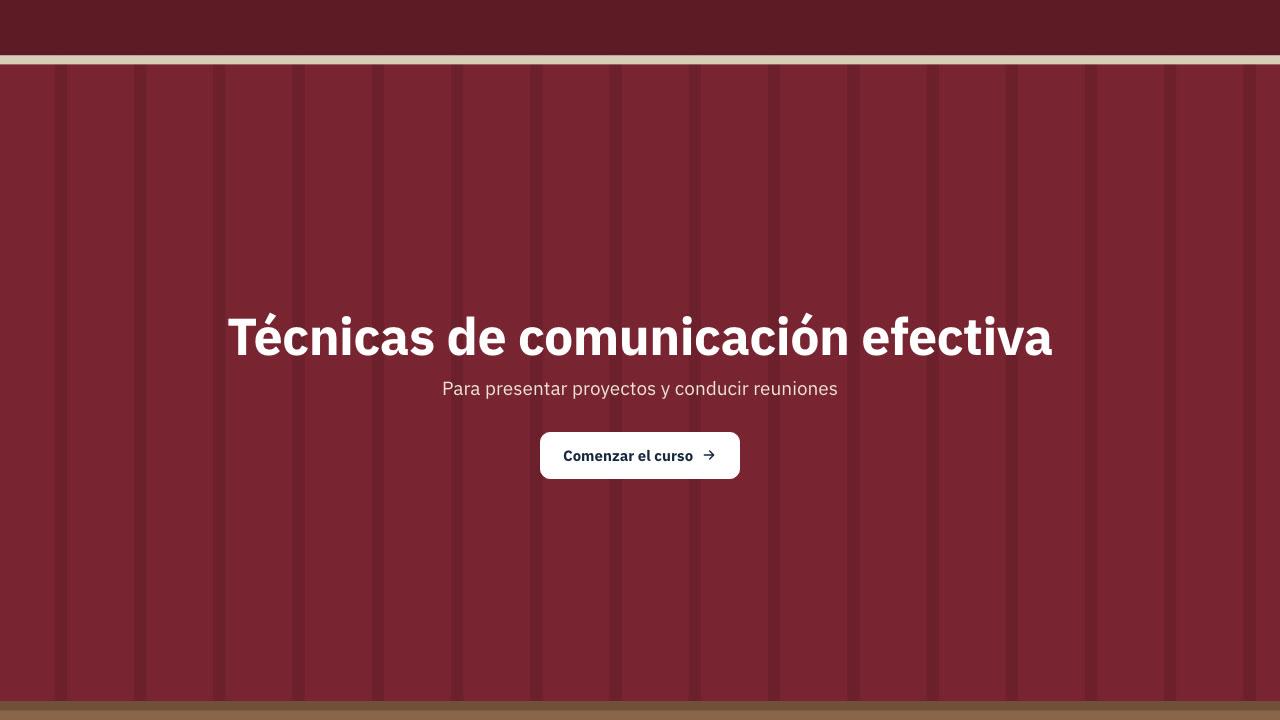 Técnicas de comunicación efectiva
Para presentar proyectos y conducir reuniones
Comenzar el curso →